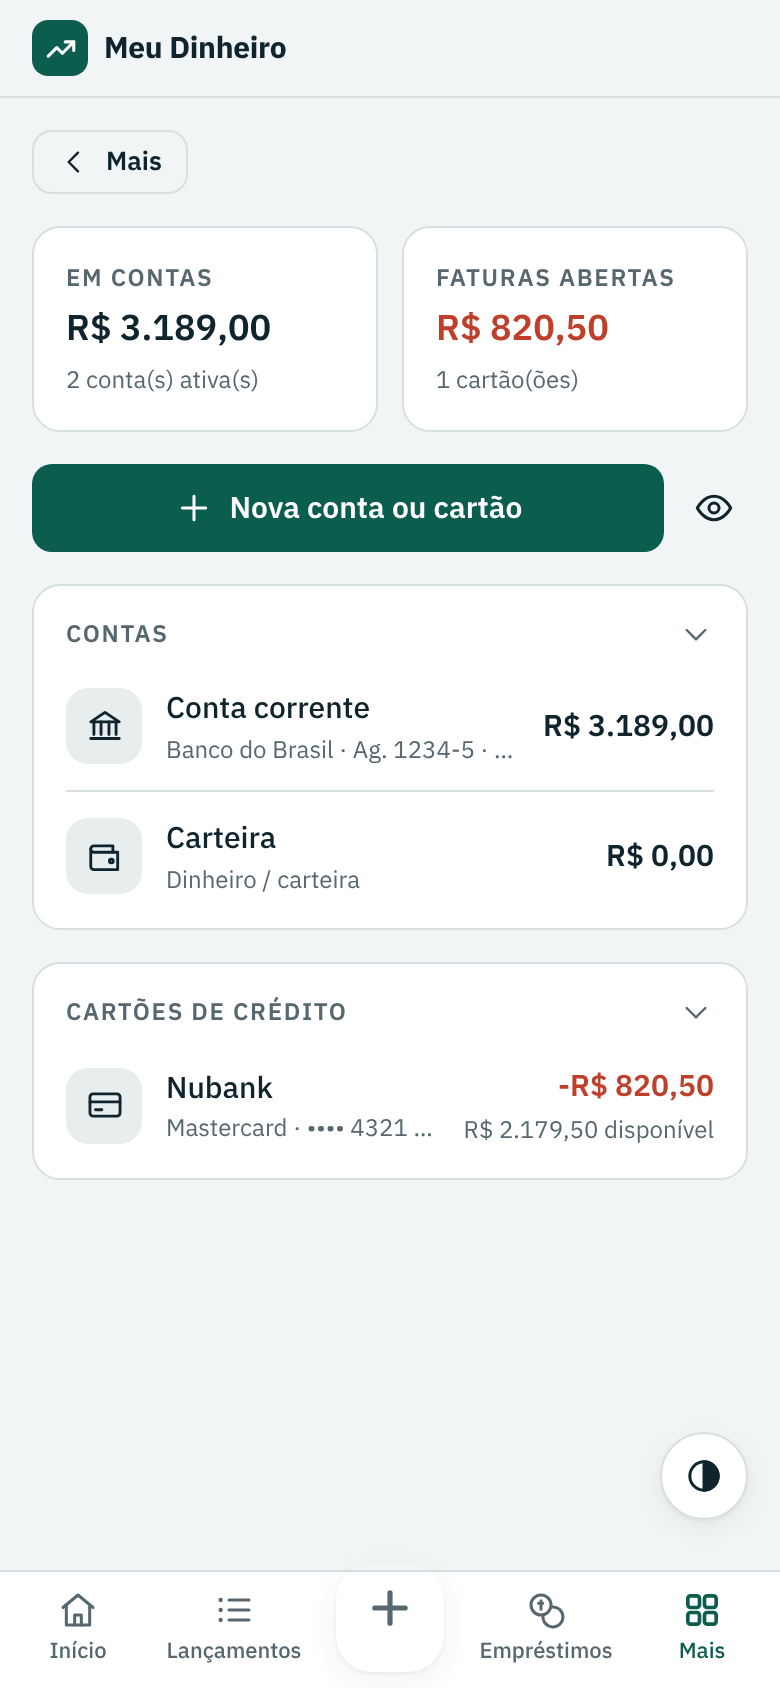 Meu Dinheiro
Mais
EM CONTAS
R$ 3.189,00
2 conta(s) ativa(s)
FATURAS ABERTAS
R$ 820,50
1 cartão(ões)
Nova conta ou cartão
CONTAS
Conta corrente
Banco do Brasil · Ag. 1234-5 · ...
R$ 3.189,00
Carteira
Dinheiro / carteira
R$ 0,00
CARTÕES DE CRÉDITO
Nubank
Mastercard · •••• 4321 ...
-R$ 820,50
R$ 2.179,50 disponível
Início
Lançamentos
Empréstimos
Mais